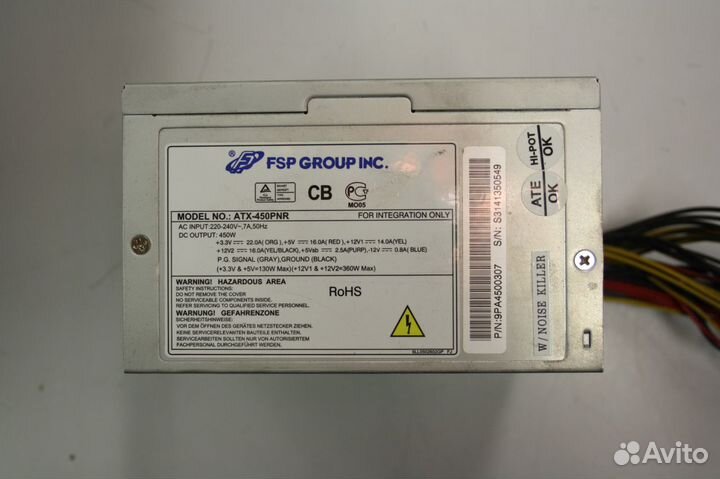 FSP GROUP INC.
CB
MO05
MODEL NO.: ATX-450PNR
FOR INTEGRATION ONLY
AC INPUT:220-240V~,7A,50Hz
DC OUTPUT: 450W
+3.3V ⎓ 22.0A( ORG ), +5V ⎓ 16.0A( RED ), +12V1 ⎓ 14.0A(YEL)
+12V2 ⎓ 16.0A(YEL/BLACK), +5Vsb ⎓ 2.5A(PURP), -12V ⎓ 0.8A( BLUE)
P.G. SIGNAL (GRAY),GROUND (BLACK)
(+3.3V & +5V=130W Max)(+12V1 & +12V2=360W Max)
WARNING! HAZARDOUS AREA
SAFETY INSTRUCTIONS:
DO NOT REMOVE THE COVER
NO SERVICEABLE COMPONENTS INSIDE.
REFER SERVICING TO QUALIFIED SERVICE PERSONNEL.
RoHS
WARNUNG! GEFAHRENZONE
SICHERHEITSHINWEISE:
VOR DEM ÖFFNEN DES GERÄTES NETZSTECKER ZIEHEN
KEINE SERVICERELEVANTEN BAUTEILE ENTHALTEN.
SERVICEARBEITEN SOLLTEN NUR VON AUTORISIERTEM
FACHPERSONAL DURCHGEFÜHRT WERDEN
P/N:9PA4500307
S/N: S3141350549
ATE OK
HI-POT OK
W/ NOISE KILLER
Avito